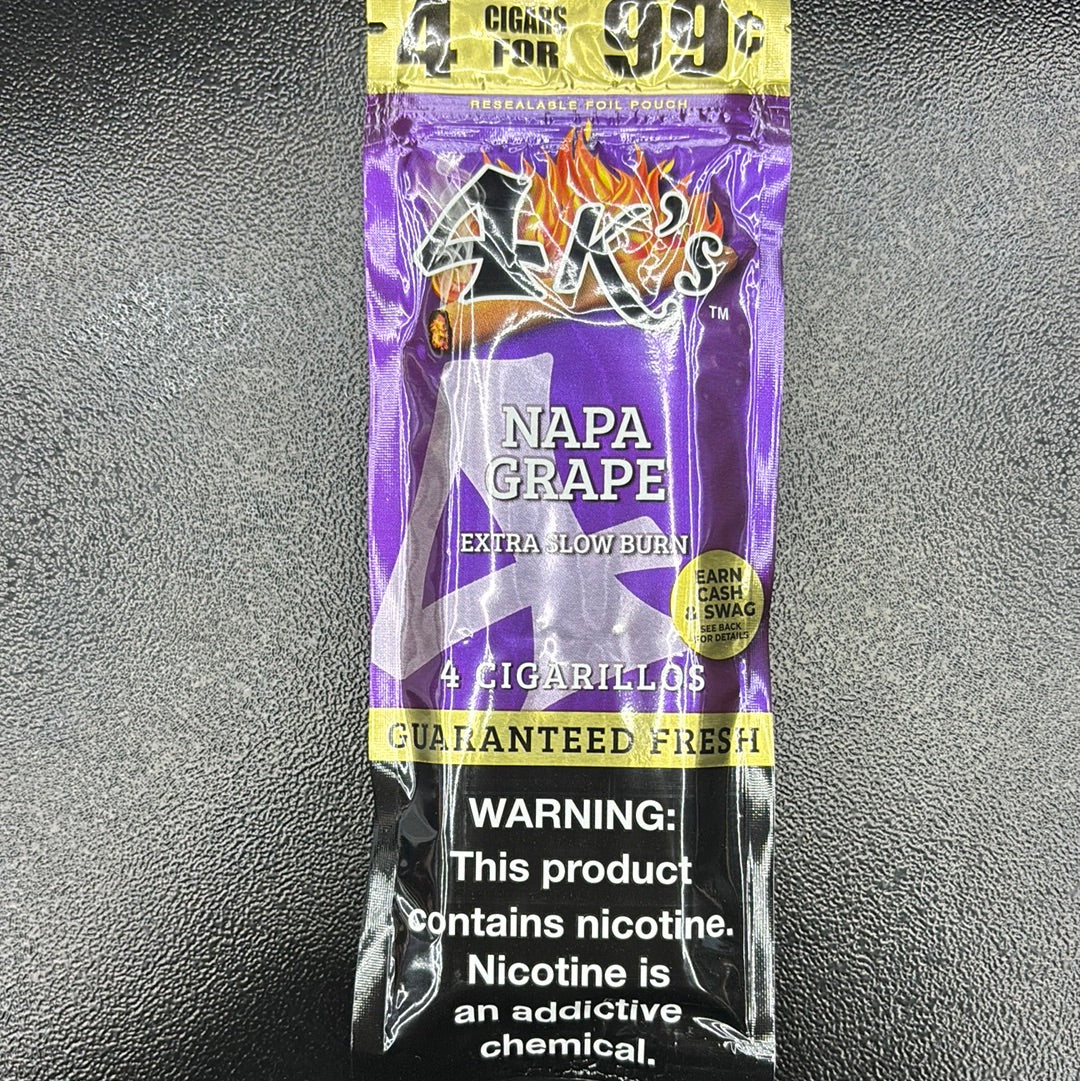 4 CIGARS FOR 99¢
RESEALABLE FOIL POUCH
4K's
TM
NAPA
GRAPE
EXTRA SLOW BURN
EARN
CASH
& SWAG
SEE BACK
FOR DETAILS
4 CIGARILLOS
GUARANTEED FRESH
WARNING:
This product
contains nicotine.
Nicotine is
an addictive
chemical.